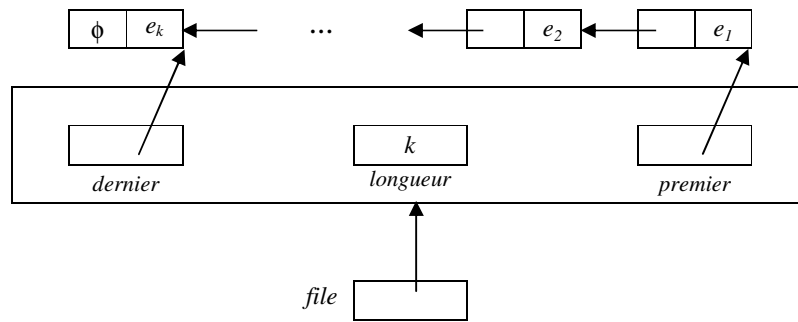 ϕ e_k ... e_2 e_1
k
dernier longueur premier
file